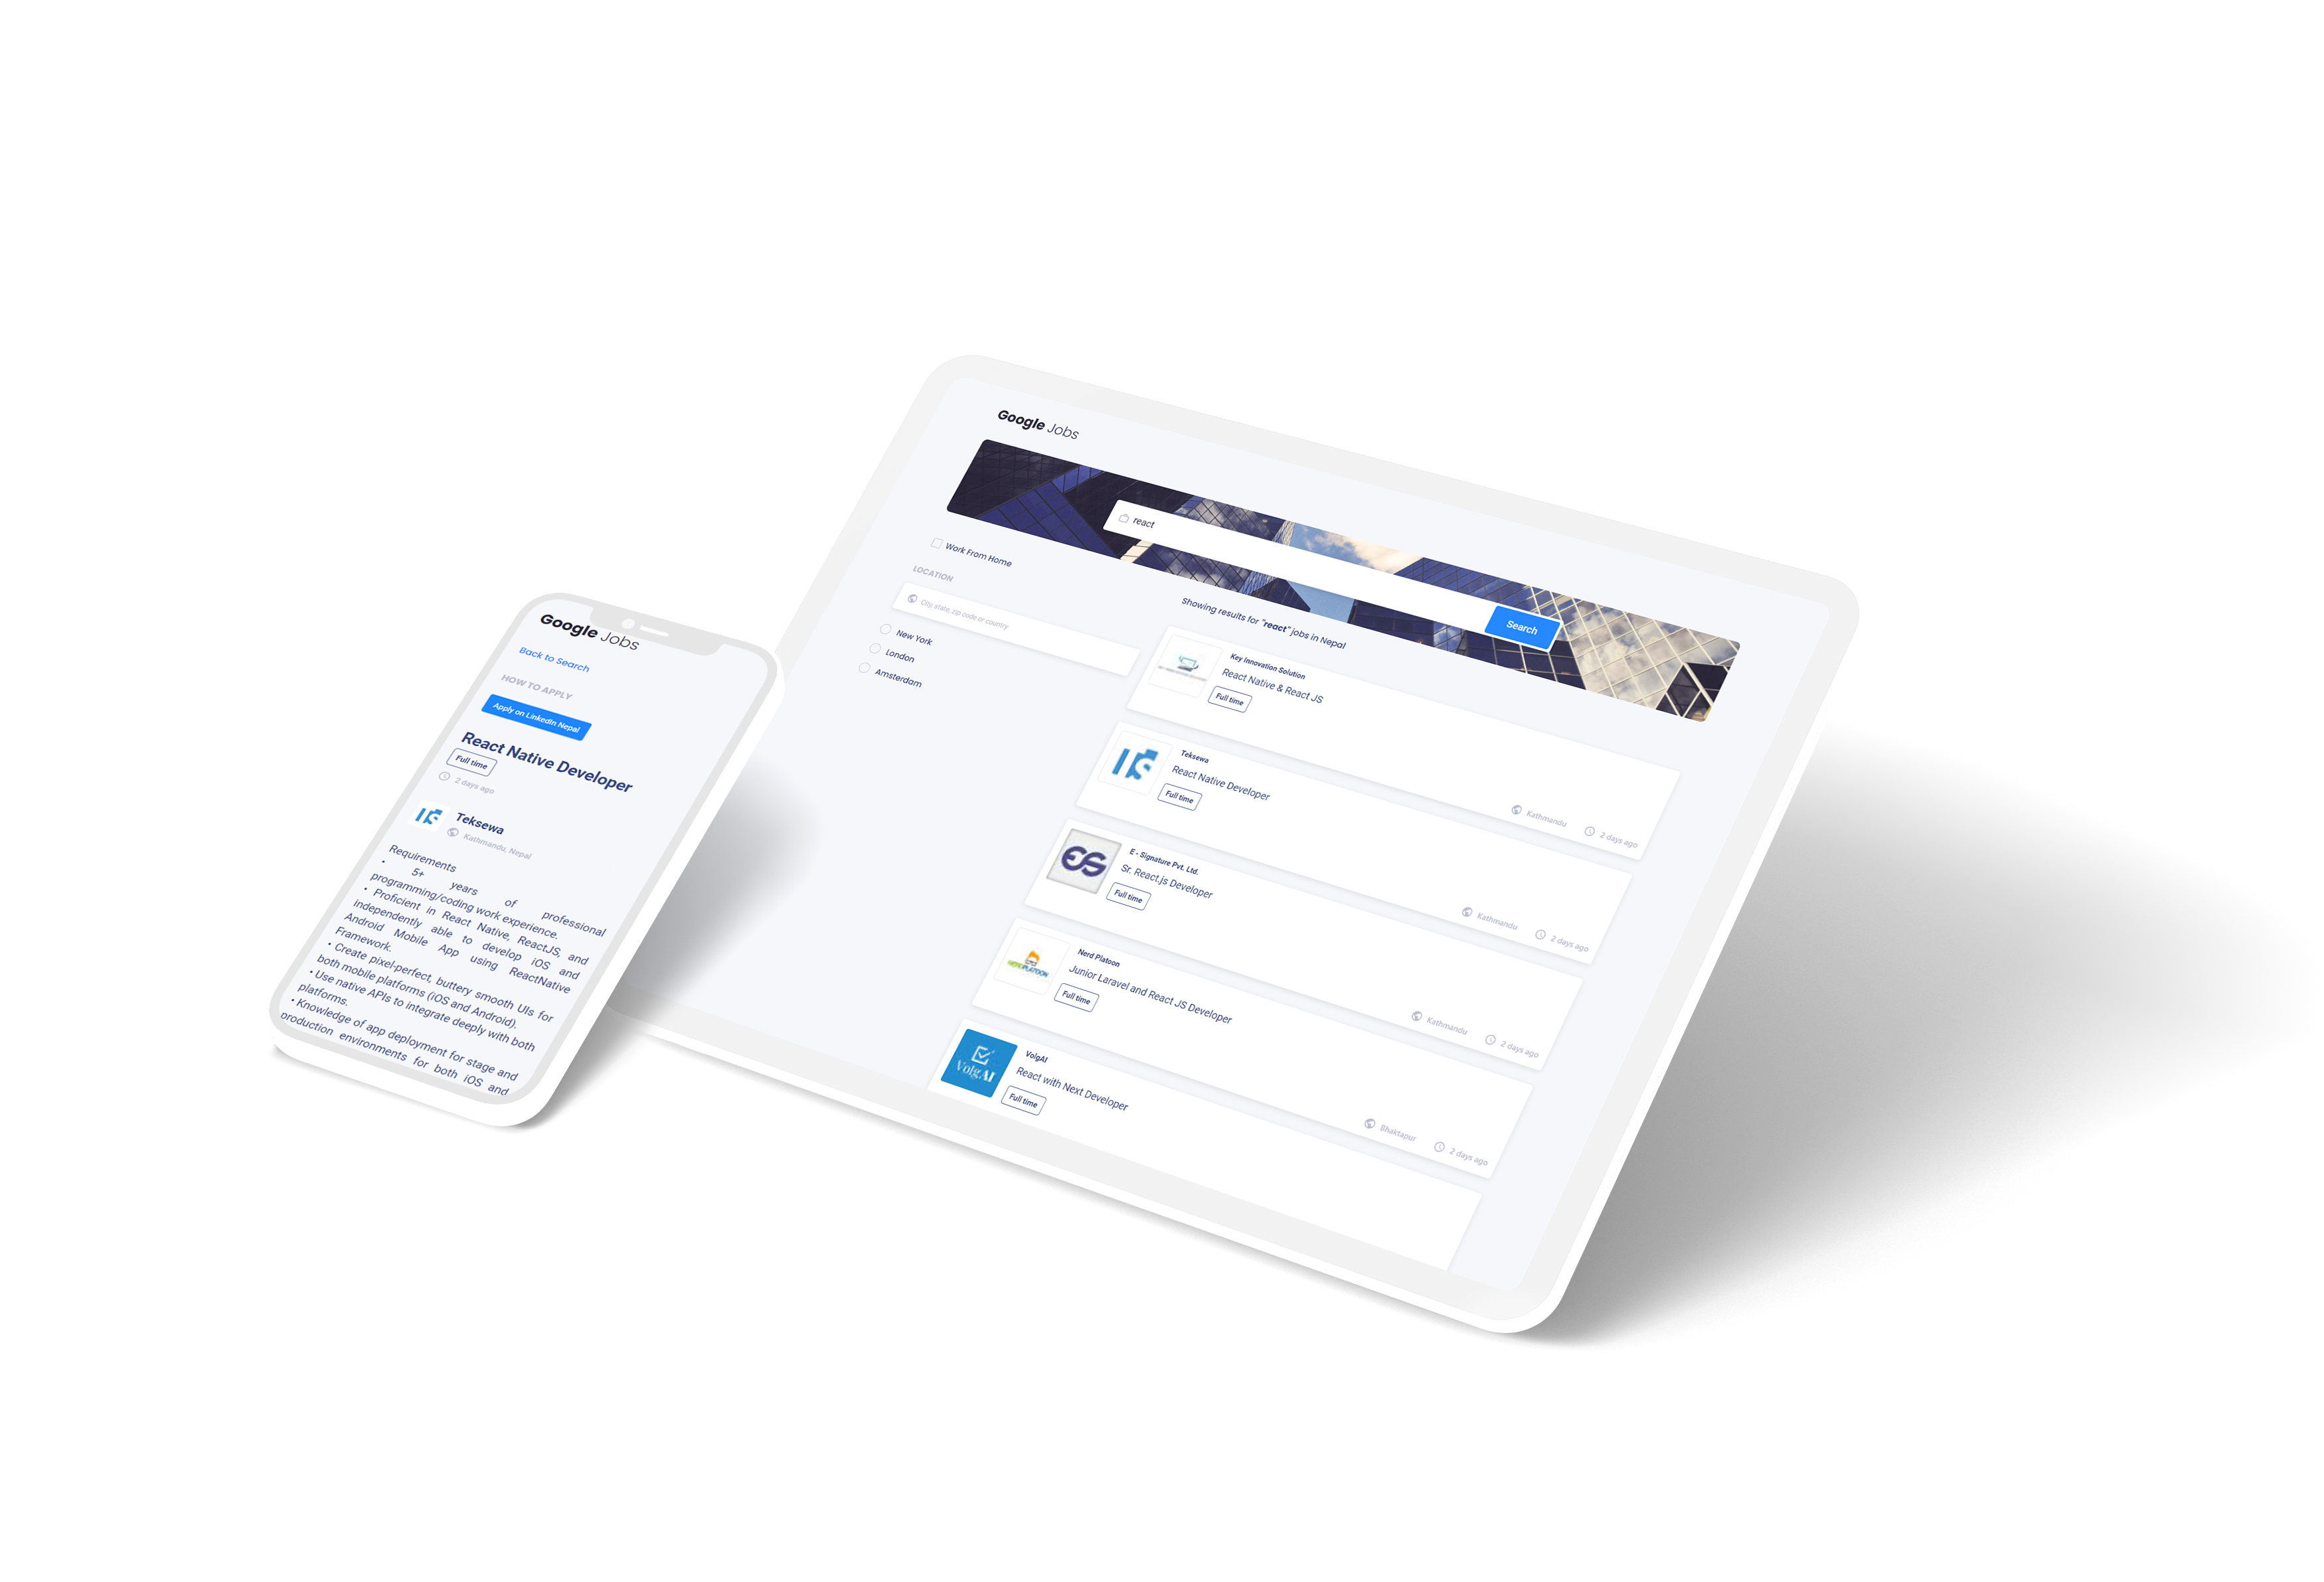 Google Jobs
Back to Search
HOW TO APPLY
Apply on LinkedIn Nepal
React Native Developer
Full time
2 days ago
Teksewa
Kathmandu, Nepal
Requirements
•
5+ years of professional
programming/coding work experience.
• Proficient in React Native, ReactJS, and
independently able to develop iOS and
Android Mobile App using ReactNative
Framework.
• Create pixel-perfect, buttery smooth UIs for
both mobile platforms (iOS and Android).
• Use native APIs to integrate deeply with both
platforms.
• Knowledge of app deployment for stage and
production environments for both iOS and
Google Jobs
react
Search
Work From Home
LOCATION
City, state, zip code or country
New York
London
Amsterdam
Showing results for "react" jobs in Nepal
Key Innovation Solution
React Native & React JS
Full time
Kathmandu
2 days ago
Teksewa
React Native Developer
Full time
Kathmandu
2 days ago
E - Signature Pvt. Ltd.
Sr. React.js Developer
Full time
Kathmandu
2 days ago
NERDPLATOON
Nerd Platoon
Junior Laravel and React JS Developer
Full time
Bhaktapur
2 days ago
VolgAI
VolgAI
React with Next Developer
Full time